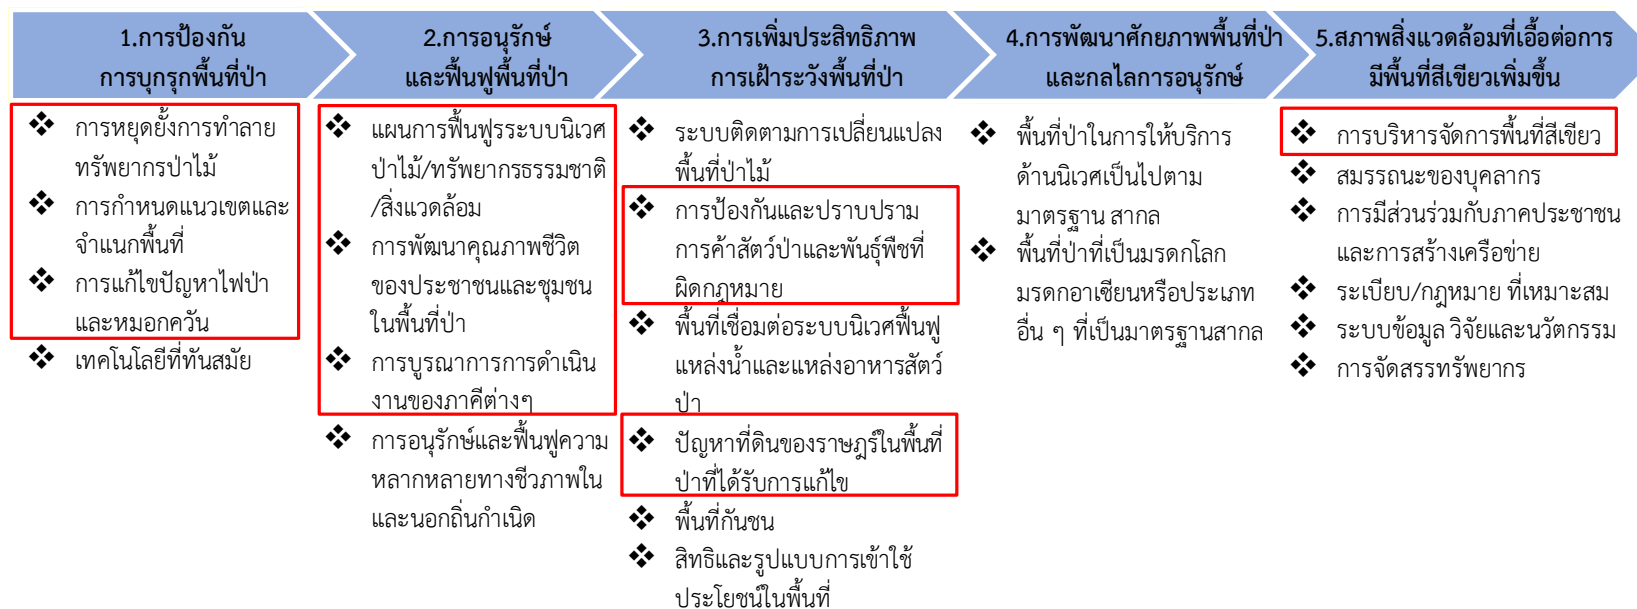 1.การป้องกัน
การบุกรุกพื้นที่ป่า
2.การอนุรักษ์
และฟื้นฟูพื้นที่ป่า
3.การเพิ่มประสิทธิภาพ
การเฝ้าระวังพื้นที่ป่า
4.การพัฒนาศักยภาพพื้นที่ป่า
และกลไลการอนุรักษ์
5.สภาพสิ่งแวดล้อมที่เอื้อต่อการ
มีพื้นที่สีเขียวเพิ่มขึ้น
❖ การหยุดยั้งการทำลาย
ทรัพยากรป่าไม้
❖ การกำหนดแนวเขตและ
จำแนกพื้นที่
❖ การแก้ไขปัญหาไฟป่า
และหมอกควัน
❖ เทคโนโลยีที่ทันสมัย
❖ แผนการฟื้นฟูรระบบนิเวศ
ป่าไม้/ทรัพยากรธรรมชาติ
/สิ่งแวดล้อม
❖ การพัฒนาคุณภาพชีวิต
ของประชาชนและชุมชน
ในพื้นที่ป่า
❖ การบูรณาการการดำเนิน
งานของภาคีต่างๆ
❖ การอนุรักษ์และฟื้นฟูความ
หลากหลายทางชีวภาพใน
และนอกถิ่นกำเนิด
❖ ระบบติดตามการเปลี่ยนแปลง
พื้นที่ป่าไม้
❖ การป้องกันและปราบปราม
การค้าสัตว์ป่าและพันธุ์พืชที่
ผิดกฎหมาย
❖ พื้นที่เชื่อมต่อระบบนิเวศฟื้นฟู
แหล่งน้ำและแหล่งอาหารสัตว์
ป่า
❖ ปัญหาที่ดินของราษฎร์ในพื้นที่
ป่าที่ได้รับการแก้ไข
❖ พื้นที่กันชน
❖ สิทธิและรูปแบบการเข้าใช้
ประโยชน์ในพื้นที่
❖ พื้นที่ป่าในการให้บริการ
ด้านนิเวศเป็นไปตาม
มาตรฐาน สากล
❖ พื้นที่ป่าที่เป็นมรดกโลก
มรดกอาเซียนหรือประเภท
อื่น ๆ ที่เป็นมาตรฐานสากล
❖ การบริหารจัดการพื้นที่สีเขียว
❖ สมรรถนะของบุคลากร
❖ การมีส่วนร่วมกับภาคประชาชน
และการสร้างเครือข่าย
❖ ระเบียบ/กฎหมาย ที่เหมาะสม
❖ ระบบข้อมูล วิจัยและนวัตกรรม
❖ การจัดสรรทรัพยากร